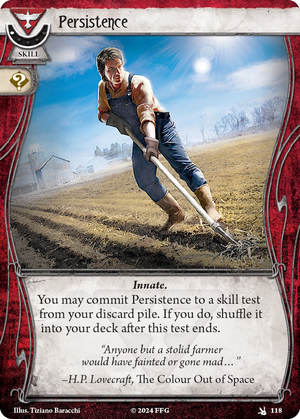 Persistence
SKILL
?
Innate.
You may commit Persistence to a skill test
from your discard pile. If you do, shuffle it
into your deck after this test ends.
“Anyone but a stolid farmer
would have fainted or gone mad…”
–H.P. Lovecraft, The Colour Out of Space
Illus. Tiziano Baracchi
© 2024 FFG
118